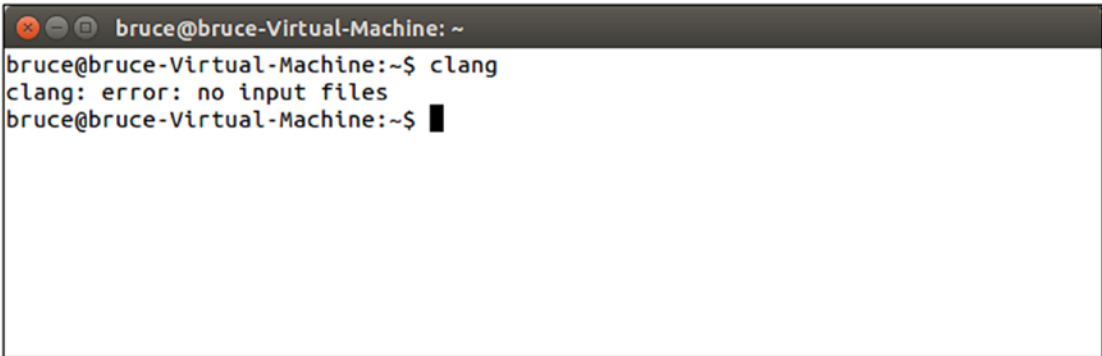 bruce@bruce-Virtual-Machine: ~
bruce@bruce-Virtual-Machine:~$ clang
clang: error: no input files
bruce@bruce-Virtual-Machine:~$